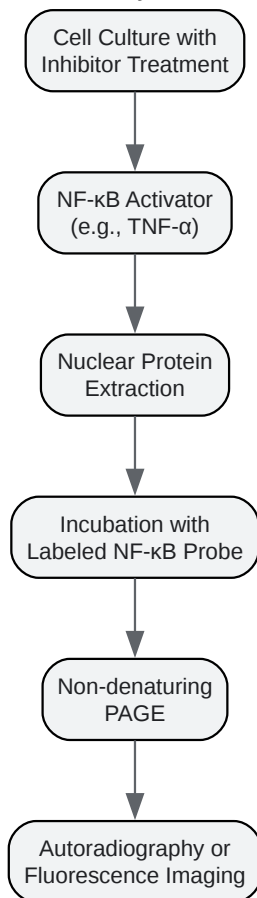 Cell Culture with
Inhibitor Treatment
NF-κB Activator
(e.g., TNF-α)
Nuclear Protein
Extraction
Incubation with
Labeled NF-κB Probe
Non-denaturing
PAGE
Autoradiography or
Fluorescence Imaging